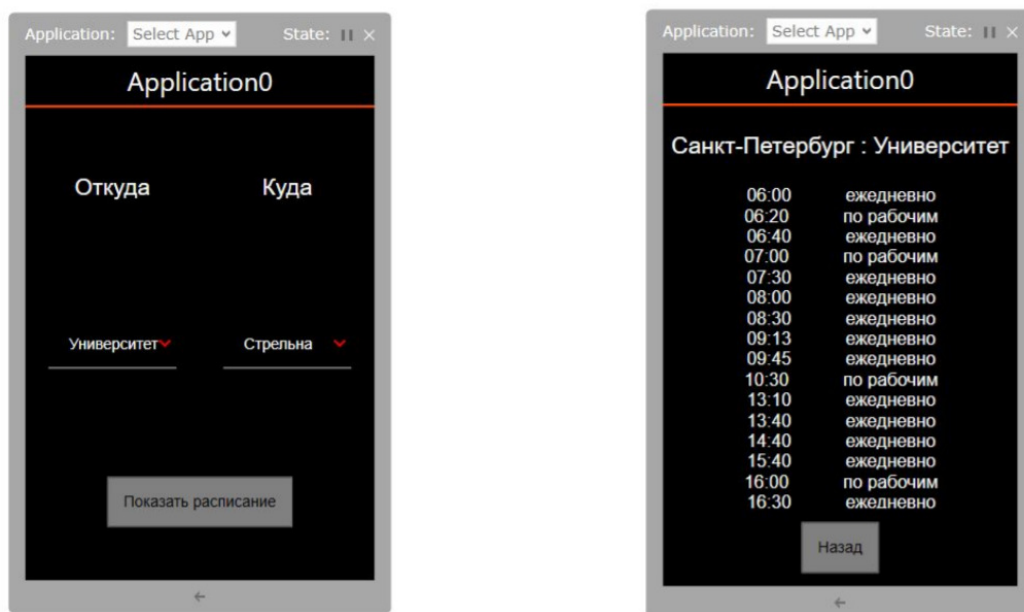 Application: Select App State:
Application0
Откуда Куда
Университет Стрельна
Показать расписание
Application: Select App State:
Application0
Санкт-Петербург : Университет
06:00 ежедневно
06:20 по рабочим
06:40 ежедневно
07:00 по рабочим
07:30 ежедневно
08:00 ежедневно
08:30 ежедневно
09:13 ежедневно
09:45 ежедневно
10:30 по рабочим
13:10 ежедневно
13:40 ежедневно
14:40 ежедневно
15:40 ежедневно
16:00 по рабочим
16:30 ежедневно
Назад